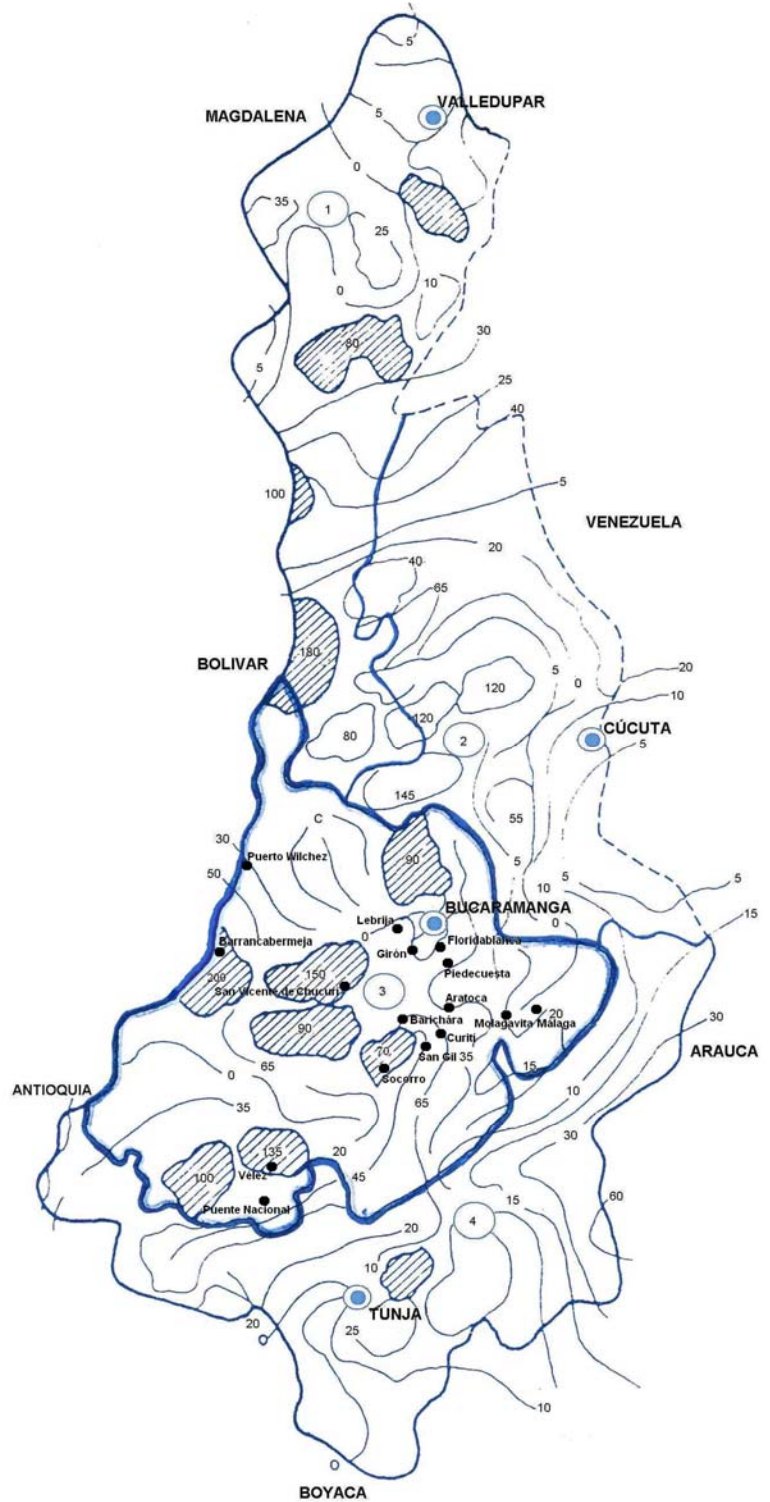 5
MAGDALENA
VALLEDUPAR
5
0
35
1
25
0
10
30
80
5
25
40
100
5
VENEZUELA
20
40
65
180
BOLIVAR
5
0
20
120
10
120
80
2
CÚCUTA
5
145
C
55
30
90
5
Puerto Wilchez
50
10
5
15
Lebrija
BUCARAMANGA
0
0
Girón
Floridablanca
Barrancabermeja
Piedecuesta
200
150
San Vicente de Chucurí
3
Aratoca
Barichára
Molagavita
Málaga
20
30
90
Curití
70
San Gil
35
ARAUCA
65
Socorro
15
0
10
ANTIOQUIA
65
35
30
20
135
100
Vélez
45
15
60
Puente Nacional
4
20
10
TUNJA
20
25
10
BOYACA